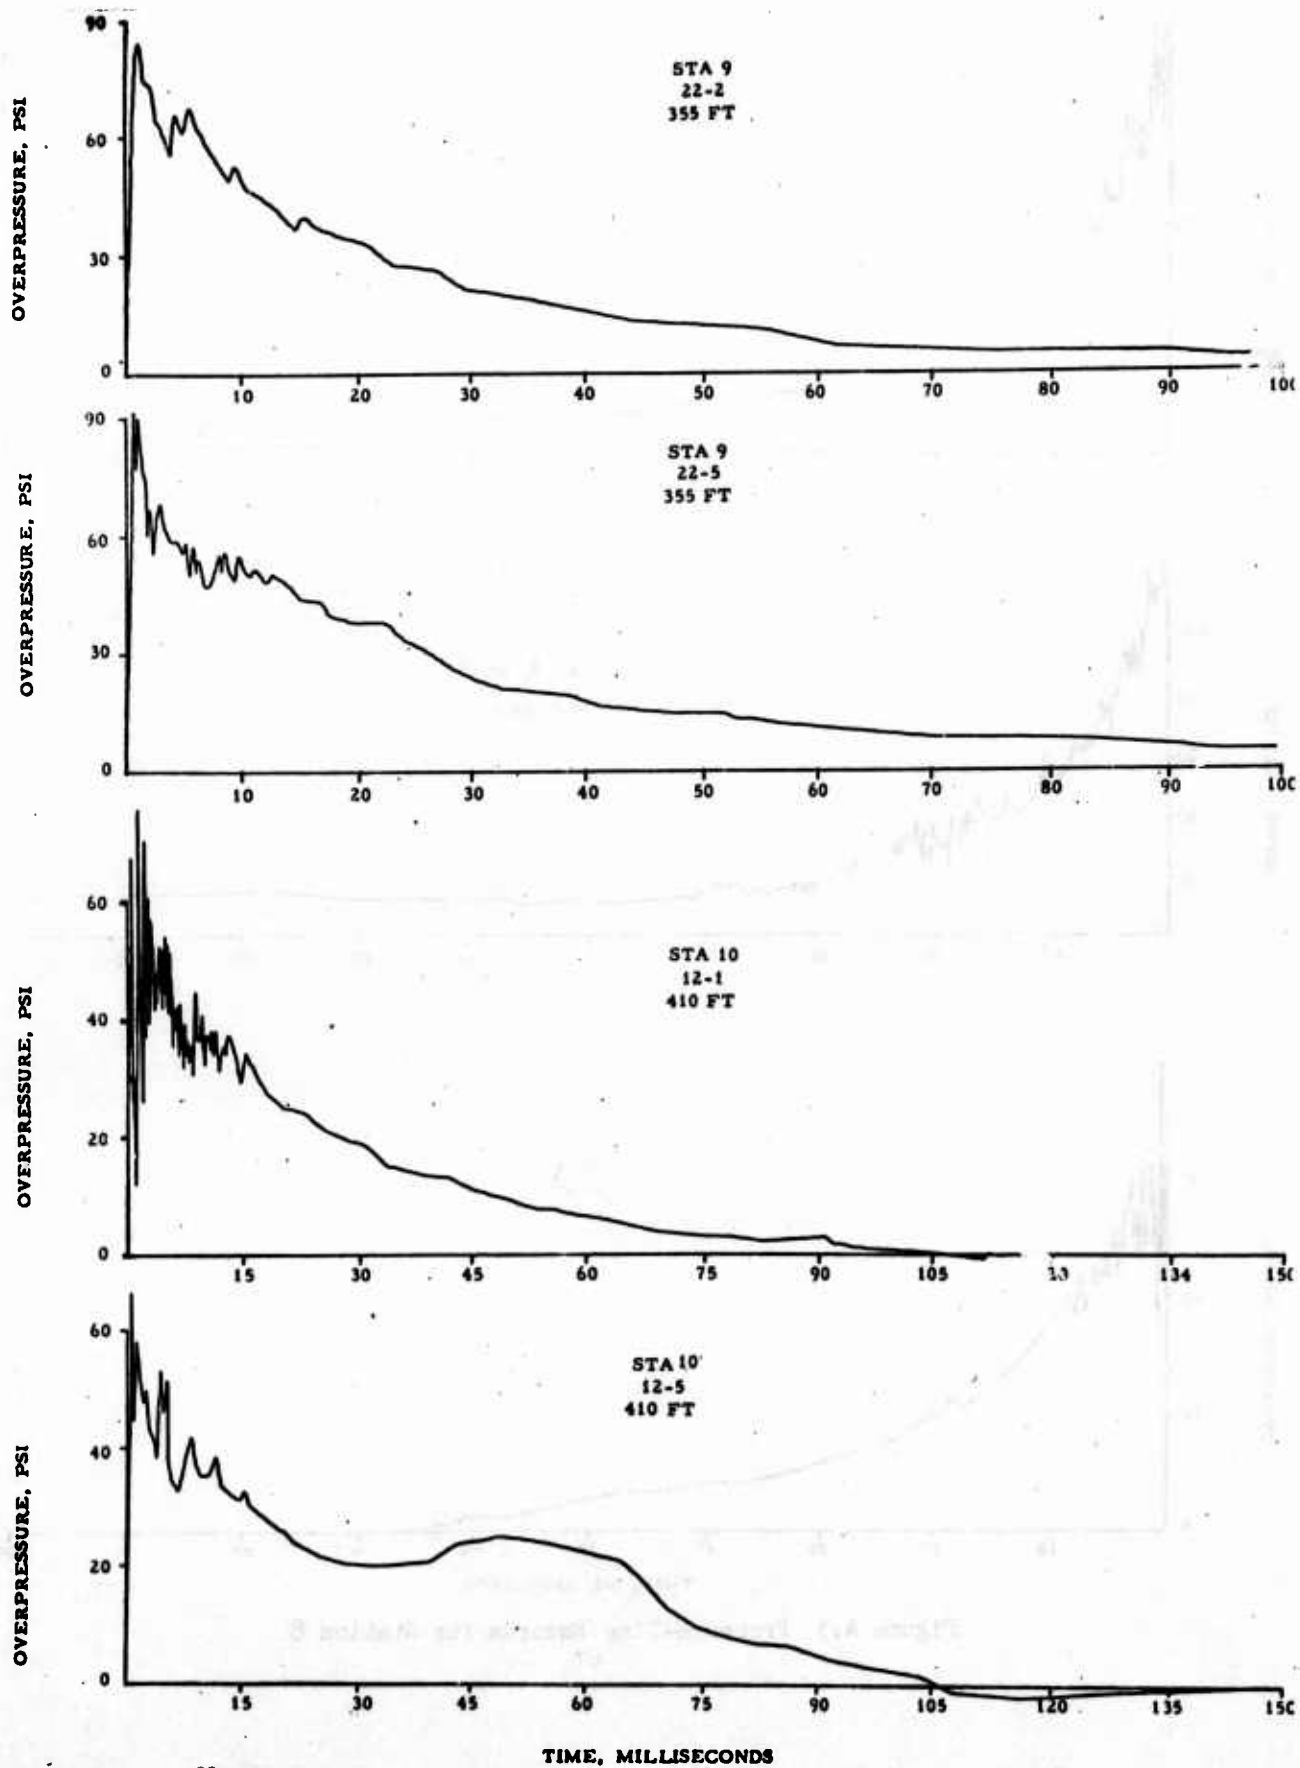 OVERPRESSURE, PSI
90
60
30
0
STA 9
22-2
355 FT
10 20 30 40 50 60 70 80 90
OVERPRESSURE, PSI
90
60
30
0
STA 9
22-5
355 FT
10 20 30 40 50 60 70 80 90
OVERPRESSURE, PSI
60
40
20
0
STA 10
12-1
410 FT
15 30 45 60 75 90 105 134
OVERPRESSURE, PSI
60
40
20
0
STA 10
12-5
410 FT
15 30 45 60 75 90 105 120 135
TIME, MILLISECONDS